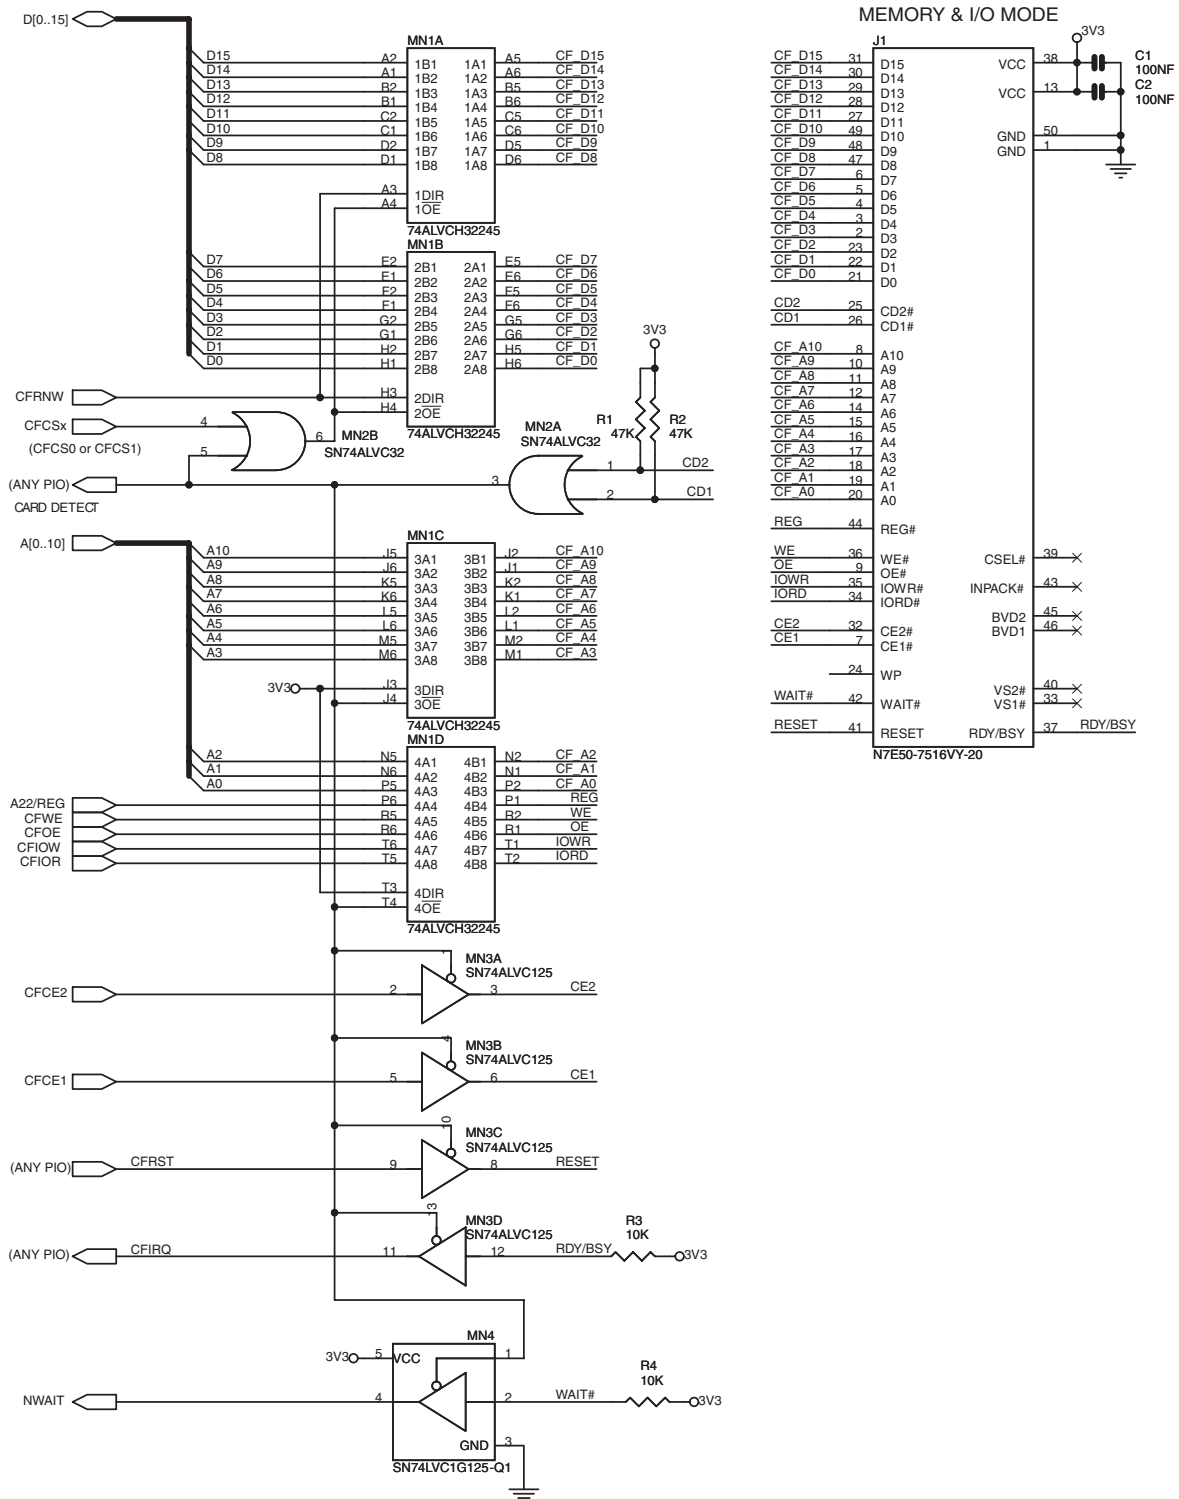 MEMORY & I/O MODE
D[0..15]
MN1A
D15 A2 1B1 1A1 A5 CF_D15
D14 A1 1B2 1A2 A6 CF_D14
D13 B2 1B3 1A3 B5 CF_D13
D12 B1 1B4 1A4 B6 CF_D12
D11 C2 1B5 1A5 C5 CF_D11
D10 C1 1B6 1A6 C6 CF_D10
D9 D2 1B7 1A7 D5 CF_D9
D8 D1 1B8 1A8 D6 CF_D8
A3 1DIR
A4 1OE
74ALVCH32245
MN1B
D7 E2 2B1 2A1 E5 CF_D7
D6 E1 2B2 2A2 E6 CF_D6
D5 F2 2B3 2A3 F5 CF_D5
D4 F1 2B4 2A4 F6 CF_D4
D3 G2 2B5 2A5 G5 CF_D3
D2 G1 2B6 2A6 G6 CF_D2
D1 H2 2B7 2A7 H5 CF_D1
D0 H1 2B8 2A8 H6 CF_D0
CFRNW H3 2DIR
H4 2OE
74ALVCH32245
CFCSx 4
(CFCS0 or CFCS1) 5
6 MN2B
SN74ALVC32
3V3
R1
47K
R2
47K
MN2A
SN74ALVC32
1 CD2
2 CD1
3
(ANY PIO)
CARD DETECT
A[0..10]
MN1C
A10 J5 3A1 3B1 J2 CF_A10
A9 J6 3A2 3B2 J1 CF_A9
A8 K5 3A3 3B3 K2 CF_A8
A7 K6 3A4 3B4 K1 CF_A7
A6 L5 3A5 3B5 L2 CF_A6
A5 L6 3A6 3B6 L1 CF_A5
A4 M5 3A7 3B7 M2 CF_A4
A3 M6 3A8 3B8 M1 CF_A3
3V3 J3 3DIR
J4 3OE
74ALVCH32245
MN1D
A2 N5 4A1 4B1 N2 CF_A2
A1 N6 4A2 4B2 N1 CF_A1
A0 P5 4A3 4B3 P2 CF_A0
A22/REG P6 4A4 4B4 P1 REG
CFWE R5 4A5 4B5 R2 WE
CFOE R6 4A6 4B6 R1 OE
CFIOW T6 4A7 4B7 T1 IOWR
CFIOR T5 4A8 4B8 T2 IORD
T3 4DIR
T4 4OE
74ALVCH32245
1 MN3A
SN74ALVC125
CFCE2 2 3 CE2
4 MN3B
SN74ALVC125
CFCE1 5 6 CE1
10 MN3C
SN74ALVC125
(ANY PIO) CFRST 9 8 RESET
13 MN3D
SN74ALVC125
R3
10K
(ANY PIO) CFIRQ 11 12 RDY/BSY 3V3
MN4
3V3 5 VCC 1
R4
10K
NWAIT 4 2 WAIT# 3V3
GND 3
SN74LVC1G125-Q1
J1
3V3
CF_D15 31 D15 VCC 38
C1
100NF
CF_D14 30 D14
CF_D13 29 D13 VCC 13
C2
100NF
CF_D12 28 D12
CF_D11 27 D11
CF_D10 49 D10 GND 50
CF_D9 48 D9 GND 1
CF_D8 47 D8
CF_D7 6 D7
CF_D6 5 D6
CF_D5 4 D5
CF_D4 3 D4
CF_D3 2 D3
CF_D2 23 D2
CF_D1 22 D1
CF_D0 21 D0
CD2 25 CD2#
CD1 26 CD1#
CF_A10 8 A10
CF_A9 10 A9
CF_A8 11 A8
CF_A7 12 A7
CF_A6 14 A6
CF_A5 15 A5
CF_A4 16 A4
CF_A3 17 A3
CF_A2 18 A2
CF_A1 19 A1
CF_A0 20 A0
REG 44 REG#
WE 36 WE# CSEL# 39
OE 9 OE#
IOWR 35 IOWR# INPACK# 43
IORD 34 IORD#
BVD2 45
CE2 32 CE2# BVD1 46
CE1 7 CE1#
24 WP
VS2# 40
WAIT# 42 WAIT# VS1# 33
RESET 41 RESET RDY/BSY 37 RDY/BSY
N7E50-7516VY-20